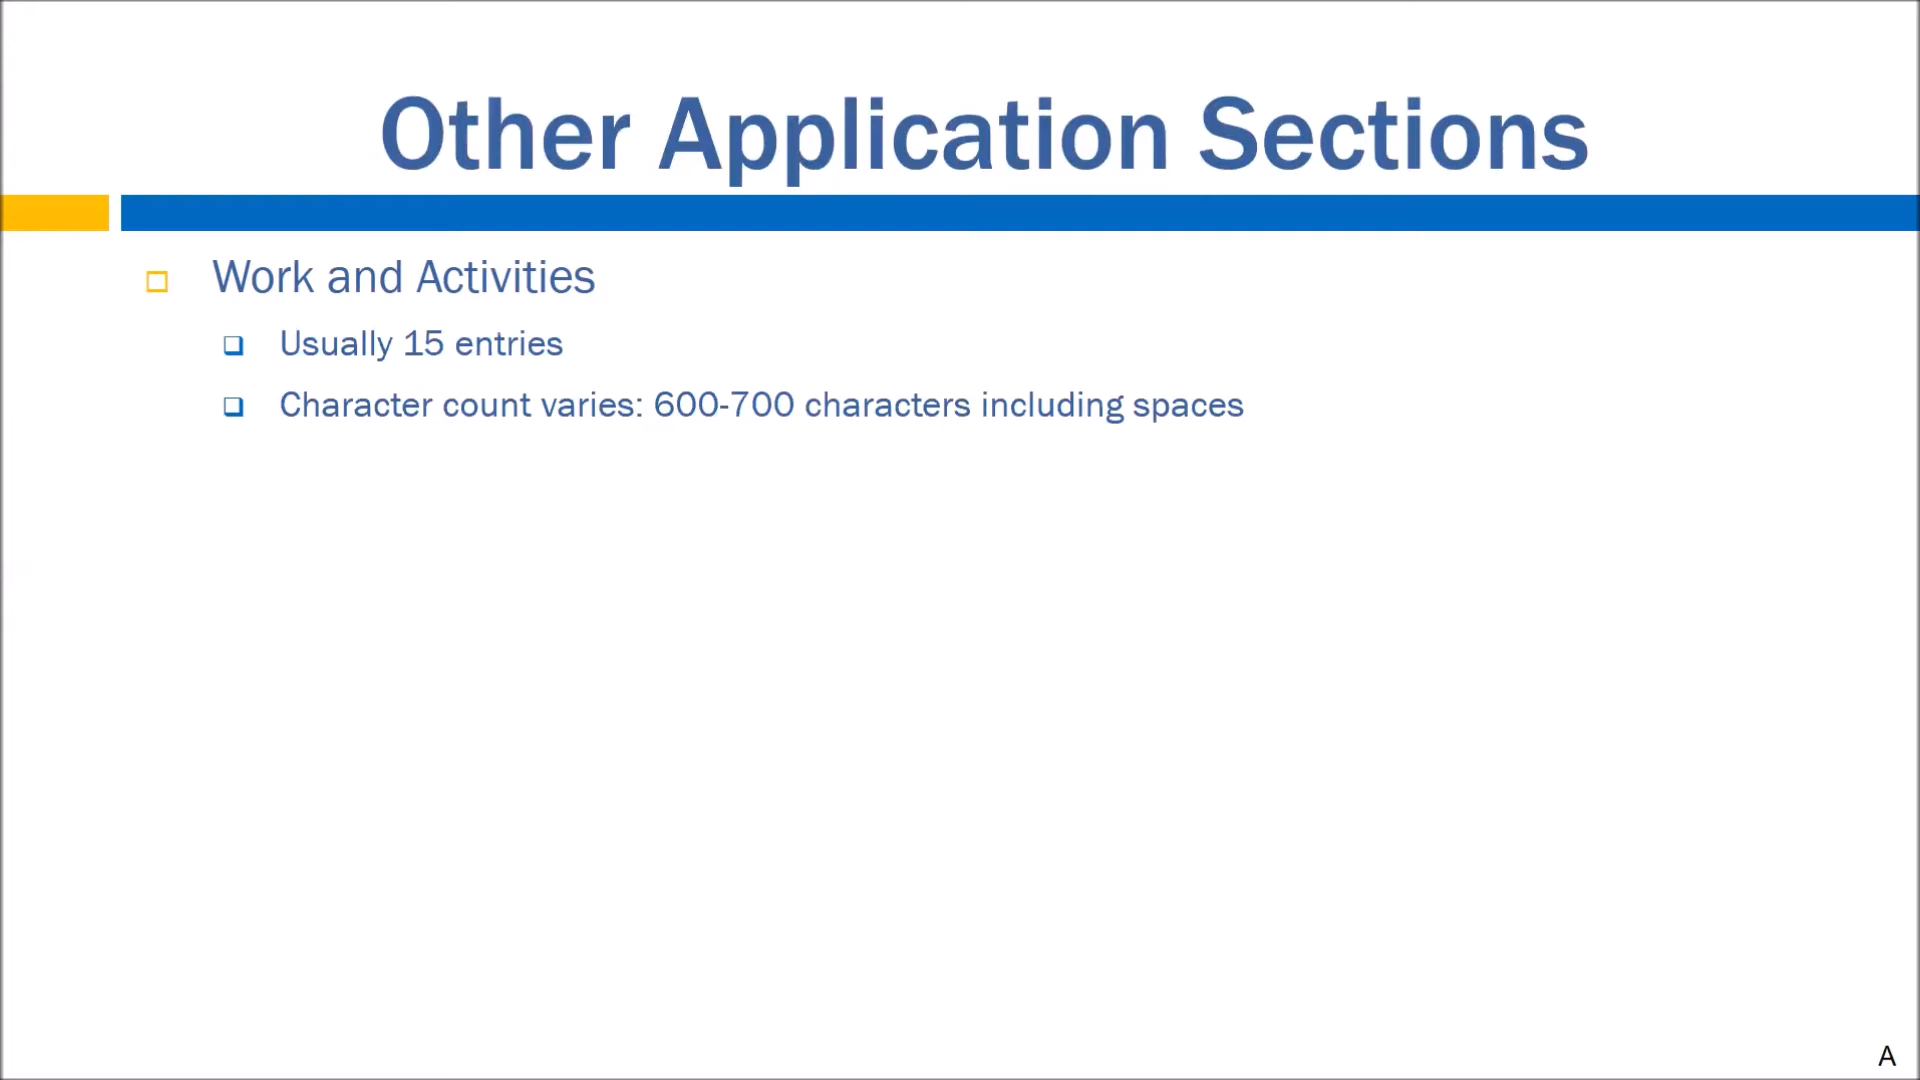 Other Application Sections
Work and Activities
Usually 15 entries
Character count varies: 600-700 characters including spaces
A